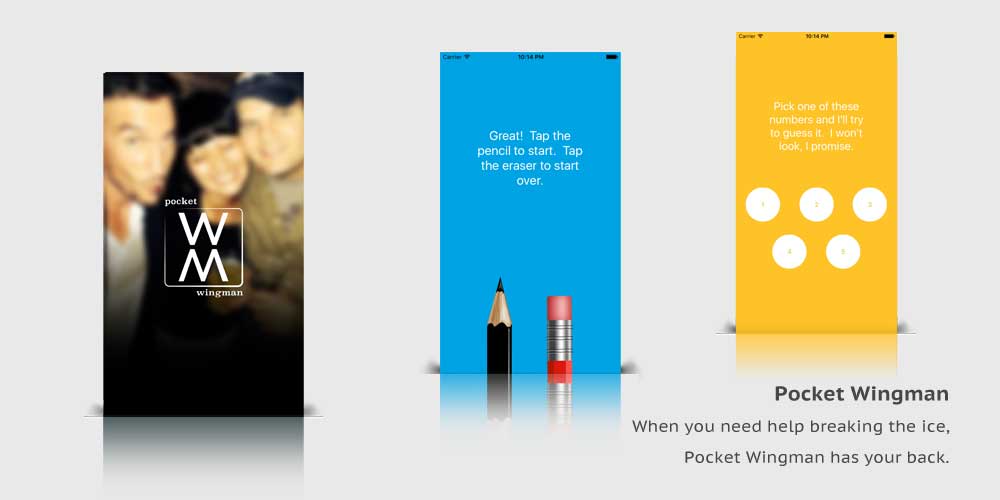 pocket
WM
wingman
Carrier 10:14 PM
Great! Tap the
pencil to start. Tap
the eraser to start
over.
Carrier 10:14 PM
Pick one of these
numbers and I'll try
to guess it. I won't
look, I promise.
1 2 3
4 5
Pocket Wingman
When you need help breaking the ice,
Pocket Wingman has your back.